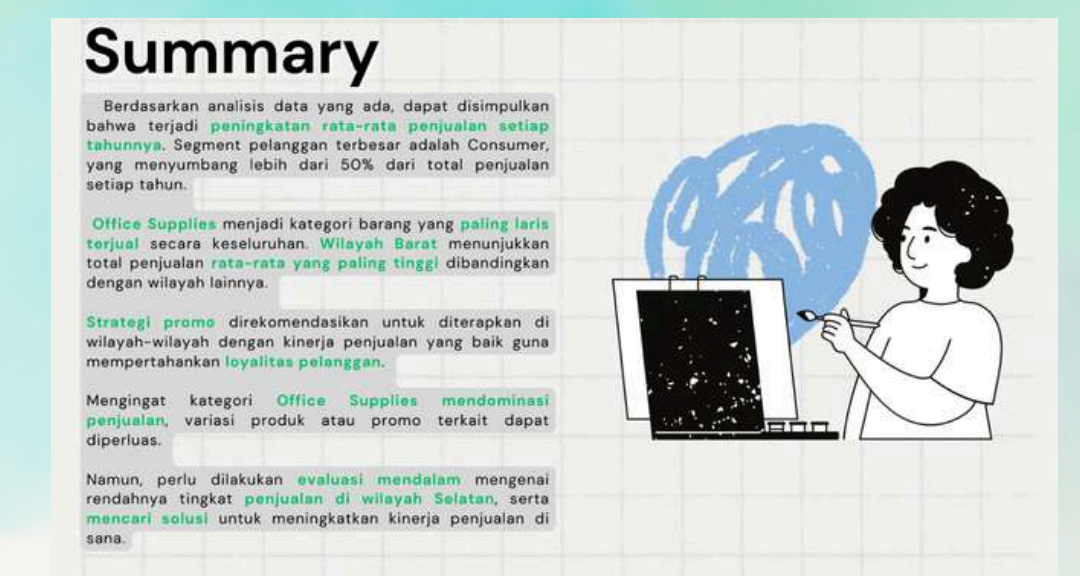 Summary
Berdasarkan analisis data yang ada, dapat disimpulkan
bahwa terjadi peningkatan rata-rata penjualan setiap
tahunnya. Segment pelanggan terbesar adalah Consumer,
yang menyumbang lebih dari 50% dari total penjualan
setiap tahun.
Office Supplies menjadi kategori barang yang paling laris
terjual secara keseluruhan. Wilayah Barat menunjukkan
total penjualan rata-rata yang paling tinggi dibandingkan
dengan wilayah lainnya.
Strategi promo direkomendasikan untuk diterapkan di
wilayah-wilayah dengan kinerja penjualan yang baik guna
mempertahankan loyalitas pelanggan.
Mengingat kategori Office Supplies mendominasi
penjualan, variasi produk atau promo terkait dapat
diperluas.
Namun, perlu dilakukan evaluasi mendalam mengenai
rendahnya tingkat penjualan di wilayah Selatan, serta
mencari solusi untuk meningkatkan kinerja penjualan di
sana.